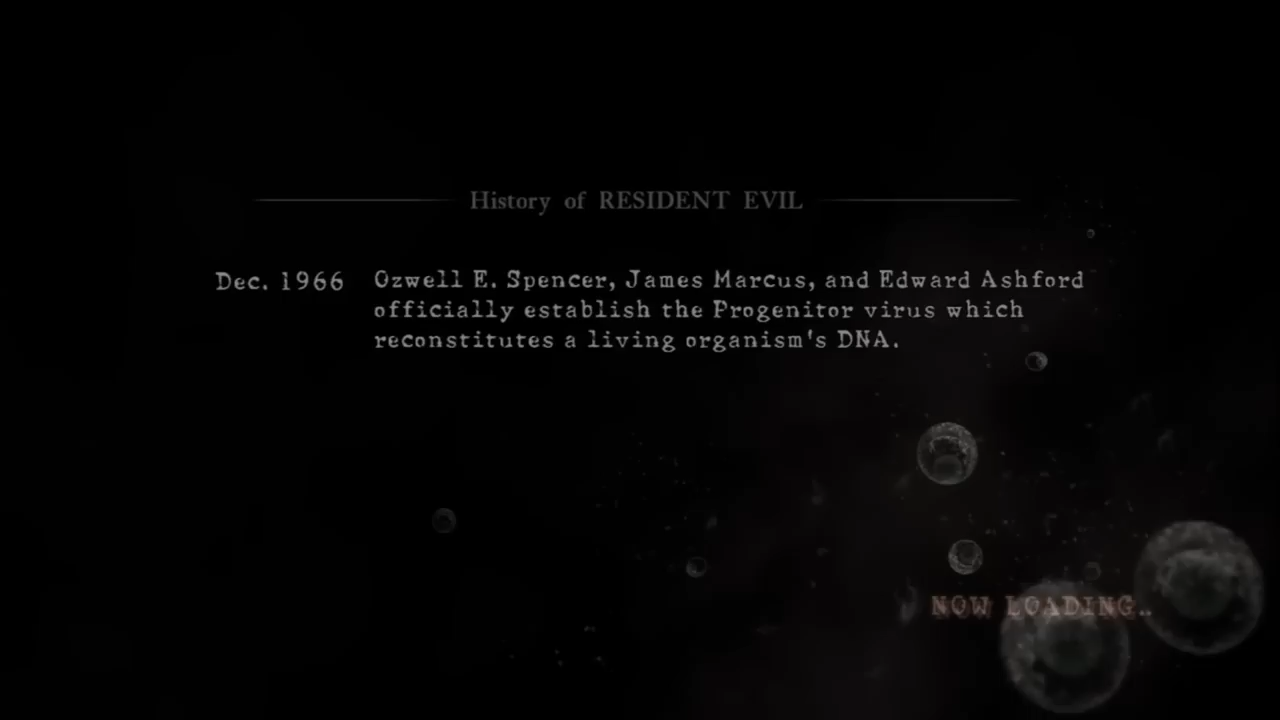 History of RESIDENT EVIL
Dec. 1966 Ozwell E. Spencer, James Marcus, and Edward Ashford
officially establish the Progenitor virus which
reconstitutes a living organism's DNA.
NOW LOADING..